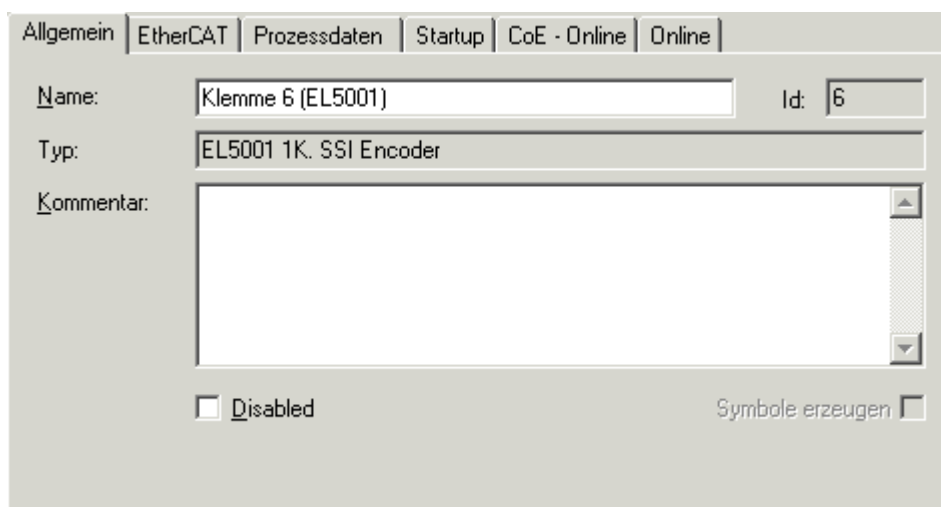 Allgemein EtherCAT Prozessdaten Startup CoE - Online Online
Name: Klemme 6 (EL5001) Id: 6
Typ: EL5001 1K. SSI Encoder
Kommentar:
Disabled Symbole erzeugen